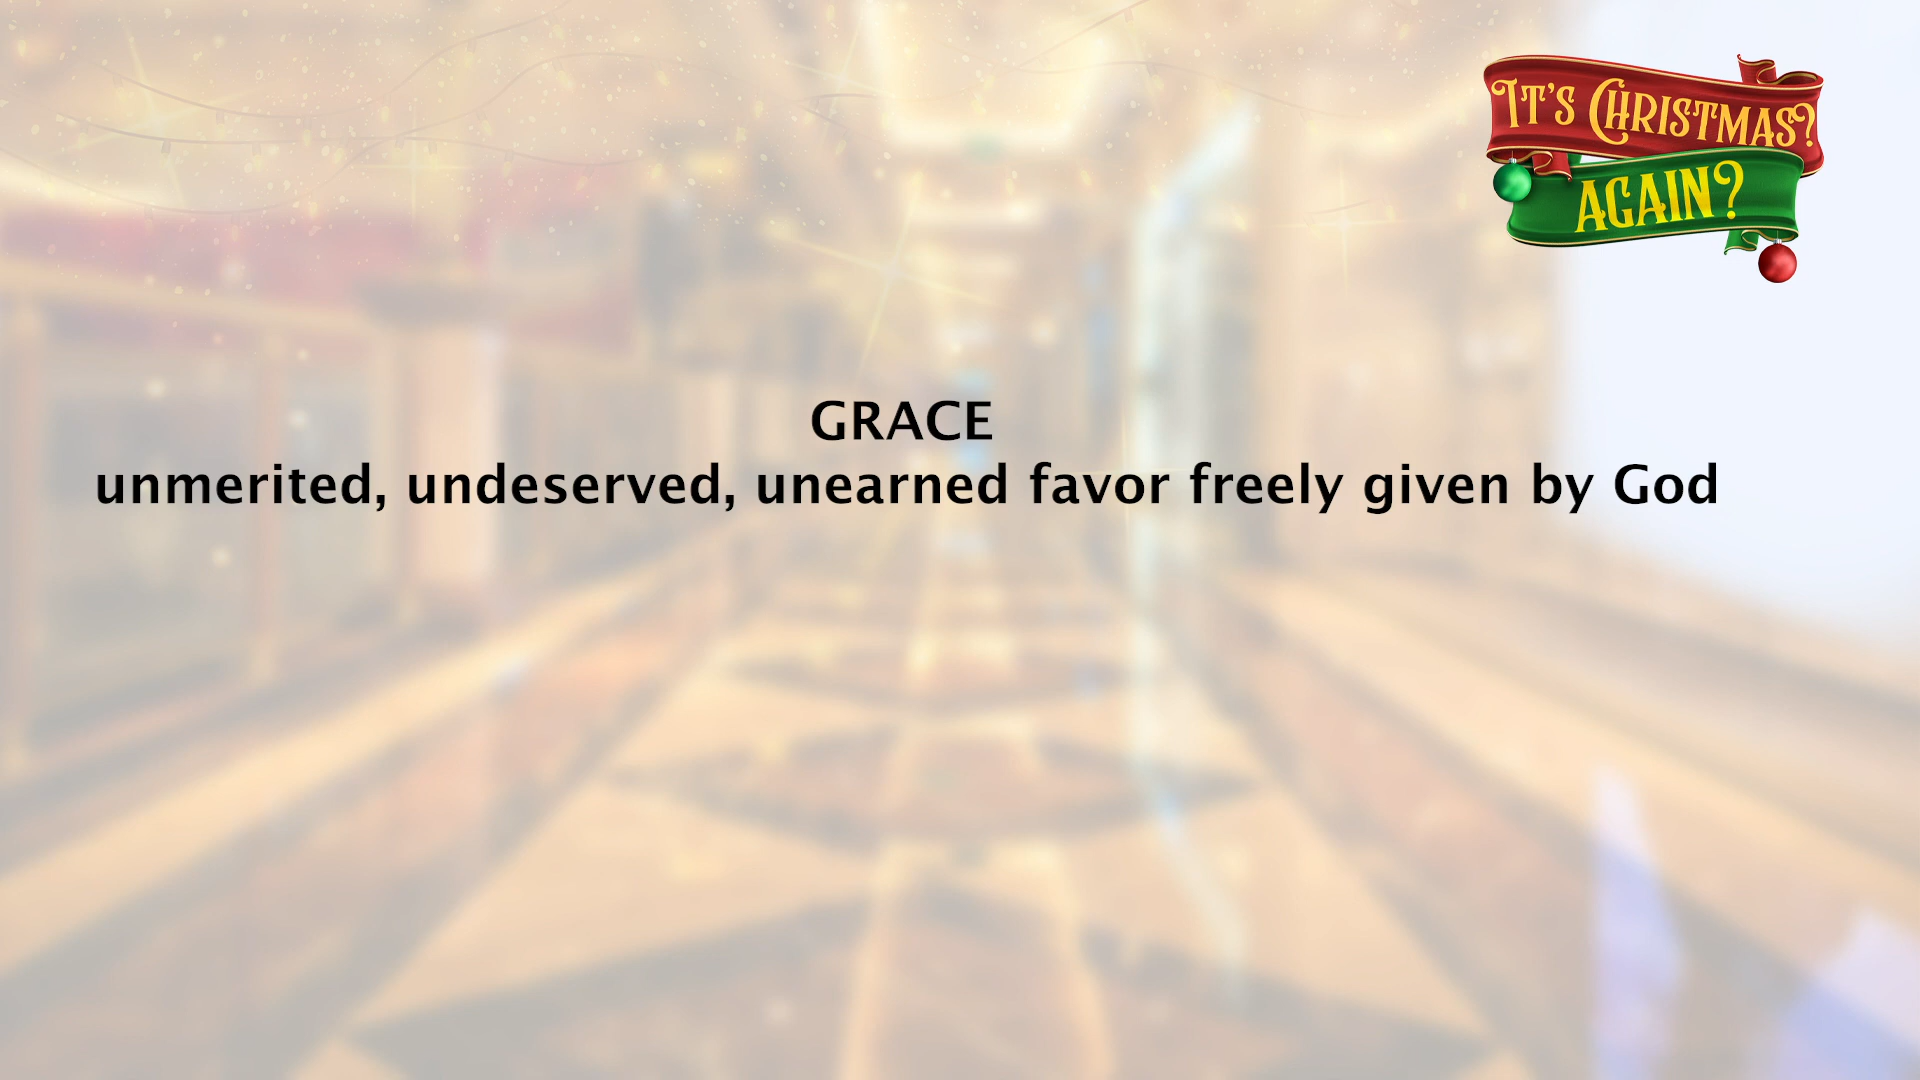 IT'S CHRISTMAS?
AGAIN?
GRACE
unmerited, undeserved, unearned favor freely given by God